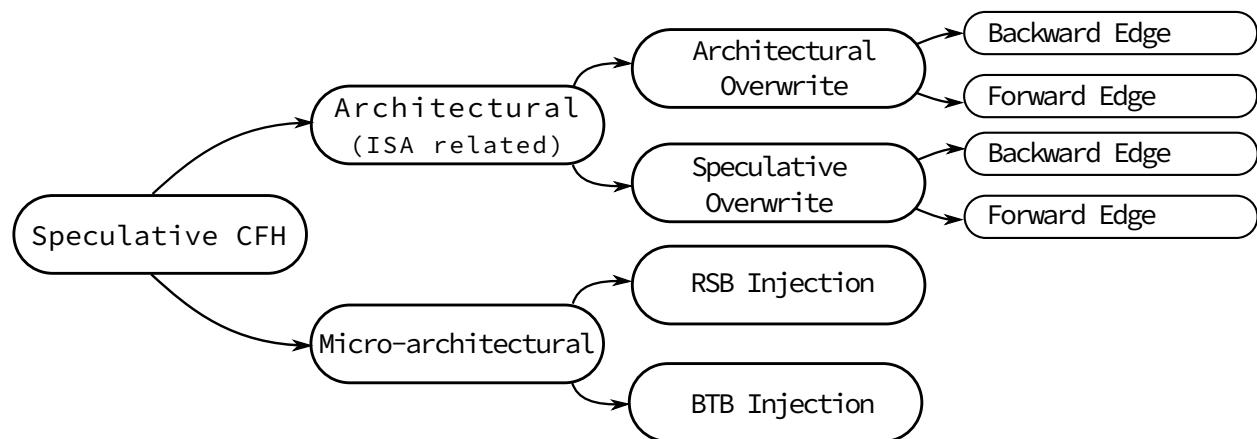 Speculative CFH
Architectural
(ISA related)
Architectural
Overwrite
Backward Edge
Forward Edge
Speculative
Overwrite
Backward Edge
Forward Edge
Micro-architectural
RSB Injection
BTB Injection